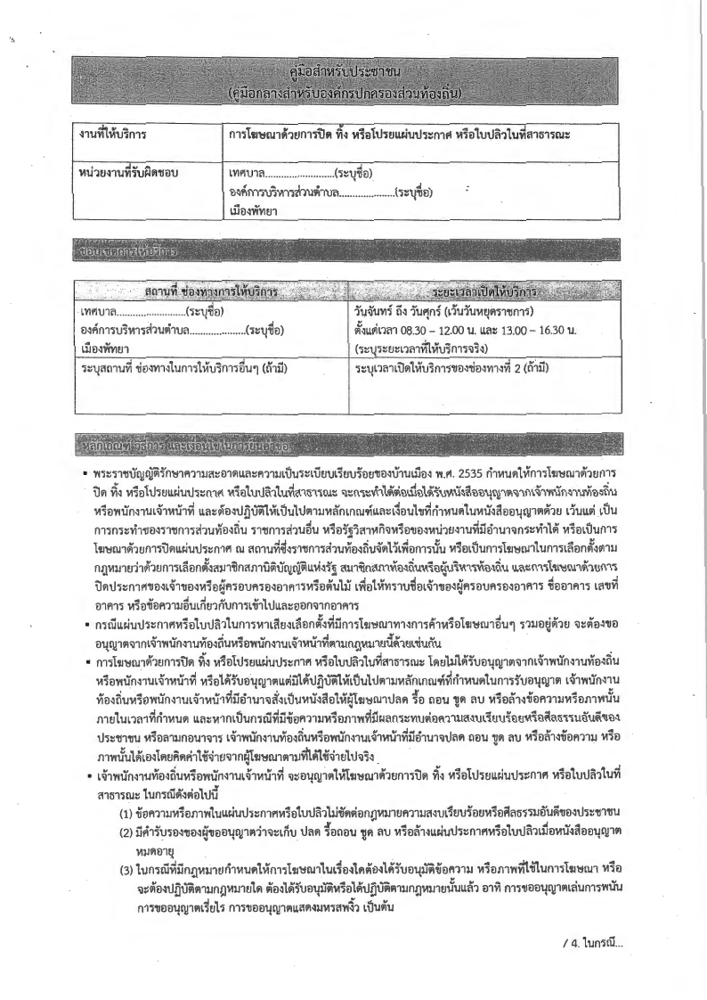 คู่มือสำหรับประชาชน
(คู่มือกลางสำหรับองค์กรปกครองส่วนท้องถิ่น)
งานที่ให้บริการ การโฆษณาด้วยการปิด ทิ้ง หรือโปรยแผ่นประกาศ หรือใบปลิวในที่สาธารณะ
หน่วยงานที่รับผิดชอบ เทศบาล.........................(ระบุชื่อ)
องค์การบริหารส่วนตำบล....................(ระบุชื่อ)
เมืองพัทยา
ขอบเขตการให้บริการ
สถานที่ ช่องทางการให้บริการ ระยะเวลาเปิดให้บริการ
เทศบาล.........................(ระบุชื่อ) วันจันทร์ ถึง วันศุกร์ (เว้นวันหยุดราชการ)
องค์การบริหารส่วนตำบล....................(ระบุชื่อ) ตั้งแต่เวลา 08.30 – 12.00 น. และ 13.00 – 16.30 น.
เมืองพัทยา (ระบุระยะเวลาที่ให้บริการจริง)
ระบุสถานที่ ช่องทางในการให้บริการอื่นๆ (ถ้ามี) ระบุเวลาเปิดให้บริการของช่องทางที่ 2 (ถ้ามี)
หลักเกณฑ์ วิธีการ และเงื่อนไขในการยื่นคำขอ
▪ พระราชบัญญัติรักษาความสะอาดและความเป็นระเบียบเรียบร้อยของบ้านเมือง พ.ศ. 2535 กำหนดให้การโฆษณาด้วยการ
ปิด ทิ้ง หรือโปรยแผ่นประกาศ หรือใบปลิวในที่สาธารณะ จะกระทำได้ต่อเมื่อได้รับหนังสืออนุญาตจากเจ้าพนักงานท้องถิ่น
หรือพนักงานเจ้าหน้าที่ และต้องปฏิบัติให้เป็นไปตามหลักเกณฑ์และเงื่อนไขที่กำหนดในหนังสืออนุญาตด้วย เว้นแต่ เป็น
การกระทำของราชการส่วนท้องถิ่น ราชการส่วนอื่น หรือรัฐวิสาหกิจหรือของหน่วยงานที่มีอำนาจกระทำได้ หรือเป็นการ
โฆษณาด้วยการปิดแผ่นประกาศ ณ สถานที่ซึ่งราชการส่วนท้องถิ่นจัดไว้เพื่อการนั้น หรือเป็นการโฆษณาในการเลือกตั้งตาม
กฎหมายว่าด้วยการเลือกตั้งสมาชิกสภานิติบัญญัติแห่งรัฐ สมาชิกสภาท้องถิ่นหรือผู้บริหารท้องถิ่น และการโฆษณาด้วยการ
ปิดประกาศของเจ้าของหรือผู้ครอบครองอาคารหรือต้นไม้ เพื่อให้ทราบชื่อเจ้าของผู้ครอบครองอาคาร ชื่ออาคาร เลขที่
อาคาร หรือข้อความอื่นเกี่ยวกับการเข้าไปและออกจากอาคาร
▪ กรณีแผ่นประกาศหรือใบปลิวในการหาเสียงเลือกตั้งที่มีการโฆษณาทางการค้าหรือโฆษณาอื่นๆ รวมอยู่ด้วย จะต้องขอ
อนุญาตจากเจ้าพนักงานท้องถิ่นหรือพนักงานเจ้าหน้าที่ตามกฎหมายนี้ด้วยเช่นกัน
▪ การโฆษณาด้วยการปิด ทิ้ง หรือโปรยแผ่นประกาศ หรือใบปลิวในที่สาธารณะ โดยไม่ได้รับอนุญาตจากเจ้าพนักงานท้องถิ่น
หรือพนักงานเจ้าหน้าที่ หรือได้รับอนุญาตแต่มิได้ปฏิบัติให้เป็นไปตามหลักเกณฑ์ที่กำหนดในการรับอนุญาต เจ้าพนักงาน
ท้องถิ่นหรือพนักงานเจ้าหน้าที่มีอำนาจสั่งเป็นหนังสือให้ผู้โฆษณาปลด รื้อ ถอน ขูด ลบ หรือล้างข้อความหรือภาพนั้น
ภายในเวลาที่กำหนด และหากเป็นกรณีที่มีข้อความหรือภาพที่มีผลกระทบต่อความสงบเรียบร้อยหรือศีลธรรมอันดีของ
ประชาชน หรือลามกอนาจาร เจ้าพนักงานท้องถิ่นหรือพนักงานเจ้าหน้าที่มีอำนาจปลด ถอน ขูด ลบ หรือล้างข้อความ หรือ
ภาพนั้นได้เองโดยคิดค่าใช้จ่ายจากผู้โฆษณาตามที่ได้ใช้จ่ายไปจริง
▪ เจ้าพนักงานท้องถิ่นหรือพนักงานเจ้าหน้าที่ จะอนุญาตให้โฆษณาด้วยการปิด ทิ้ง หรือโปรยแผ่นประกาศ หรือใบปลิวในที่
สาธารณะ ในกรณีดังต่อไปนี้
(1) ข้อความหรือภาพในแผ่นประกาศหรือใบปลิวไม่ขัดต่อกฎหมายความสงบเรียบร้อยหรือศีลธรรมอันดีของประชาชน
(2) มีคำรับรองของผู้ขออนุญาตว่าจะเก็บ ปลด รื้อถอน ขูด ลบ หรือล้างแผ่นประกาศหรือใบปลิวเมื่อหนังสืออนุญาต
หมดอายุ
(3) ในกรณีที่มีกฎหมายกำหนดให้การโฆษณาในเรื่องใดต้องได้รับอนุมัติข้อความ หรือภาพที่ใช้ในการโฆษณา หรือ
จะต้องปฏิบัติตามกฎหมายใด ต้องได้รับอนุมัติหรือได้ปฏิบัติตามกฎหมายนั้นแล้ว อาทิ การขออนุญาตเล่นการพนัน
การขออนุญาตเรี่ยไร การขออนุญาตแสดงมหรสพงิ้ว เป็นต้น
/ 4. ในกรณี...